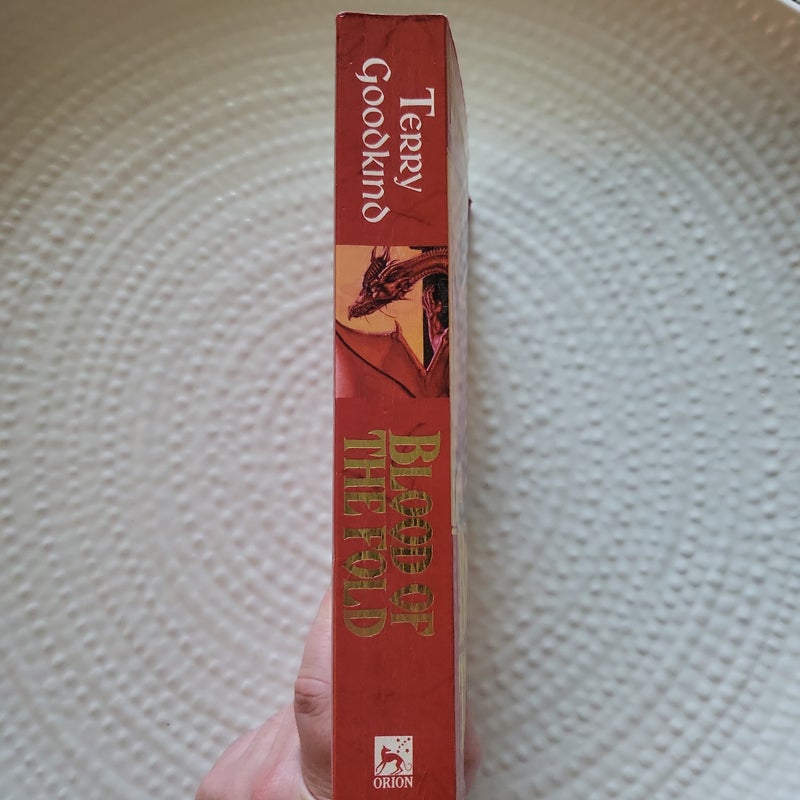 Terry
Goodkind
BLOOD OF
THE FOLD
ORION